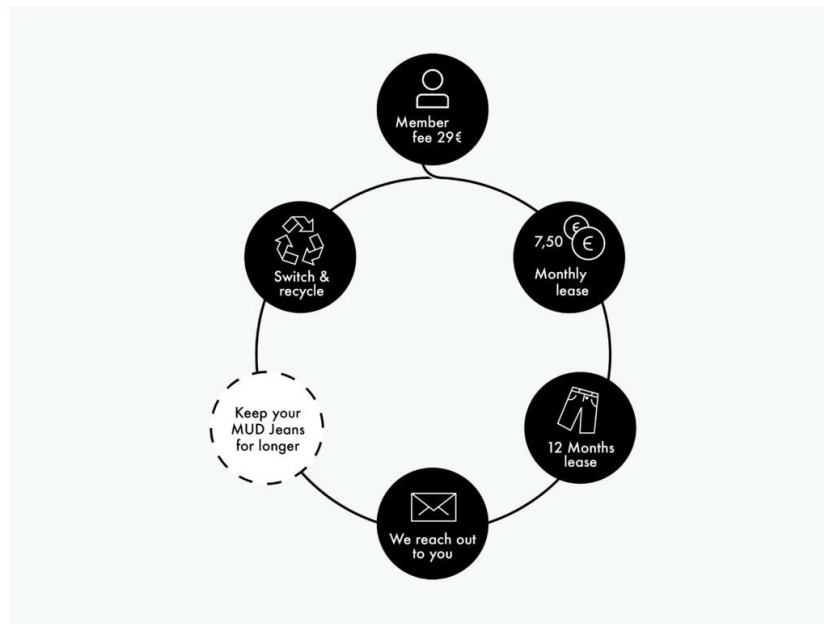 Member
fee 29€
7,50 €
Monthly
lease
12 Months
lease
We reach out
to you
Keep your
MUD Jeans
for longer
Switch &
recycle